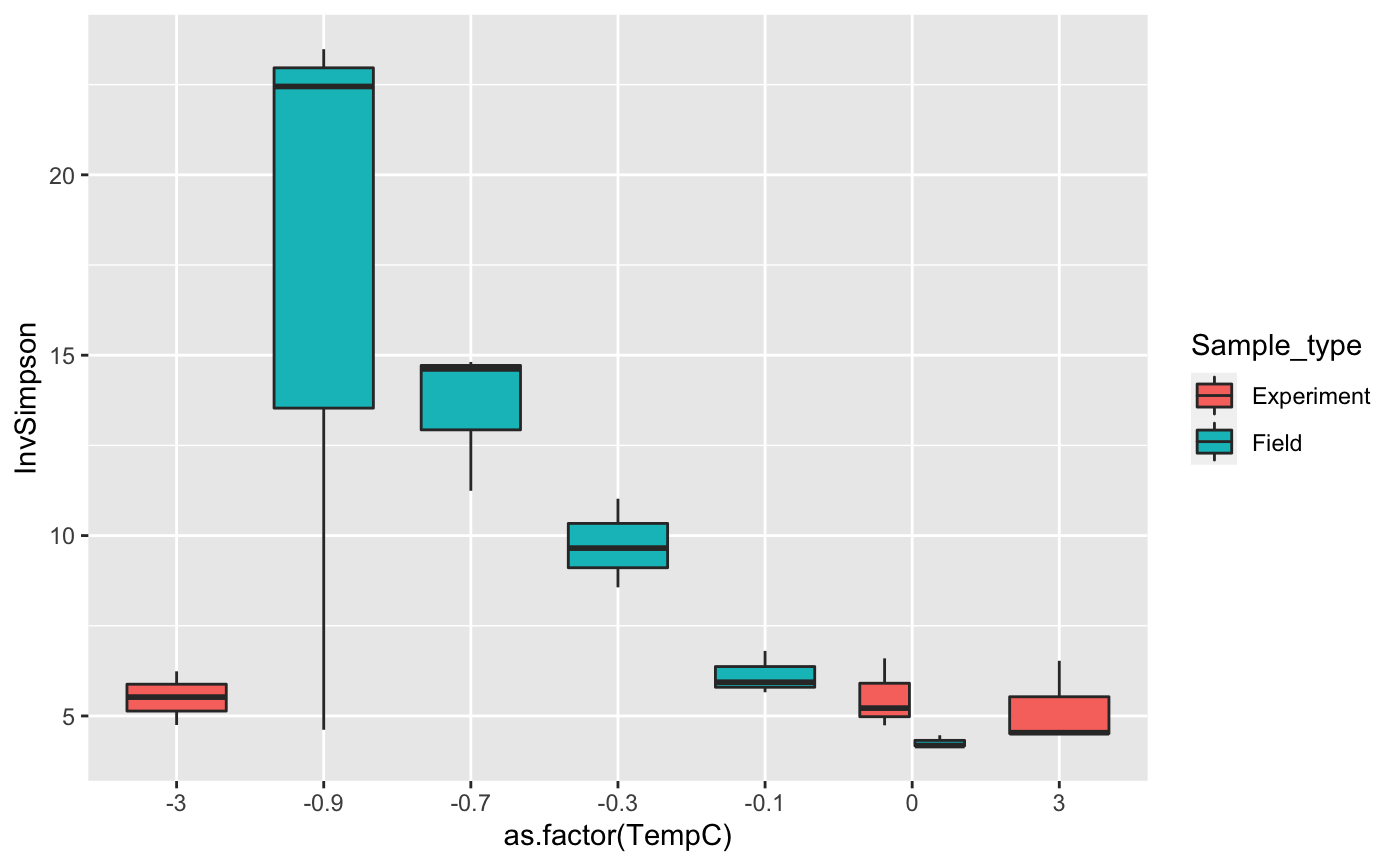 InvSimpson
20
15
10
5
-3 -0.9 -0.7 -0.3 -0.1 0 3
as.factor(TempC)
Sample_type
Experiment
Field